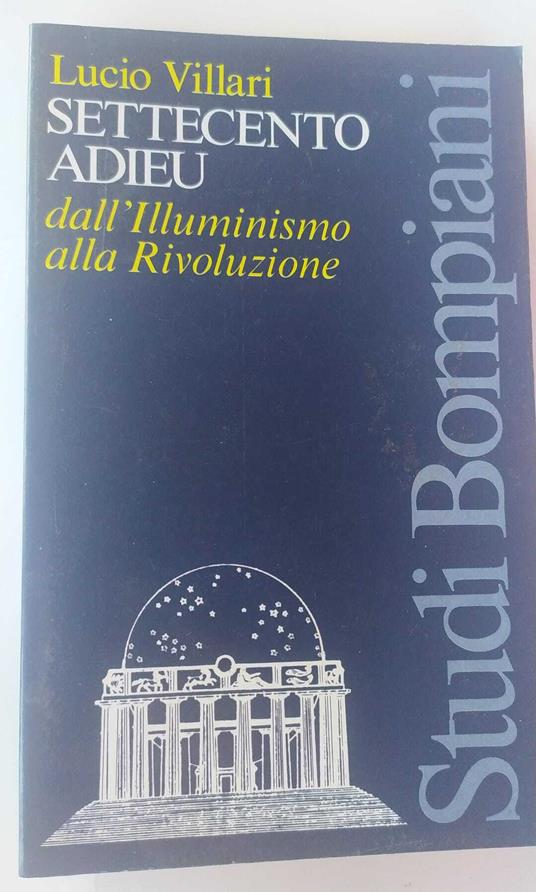 Lucio Villari
SETTECENTO
ADIEU
dall'Illuminismo
alla Rivoluzione
Studi Bompiani